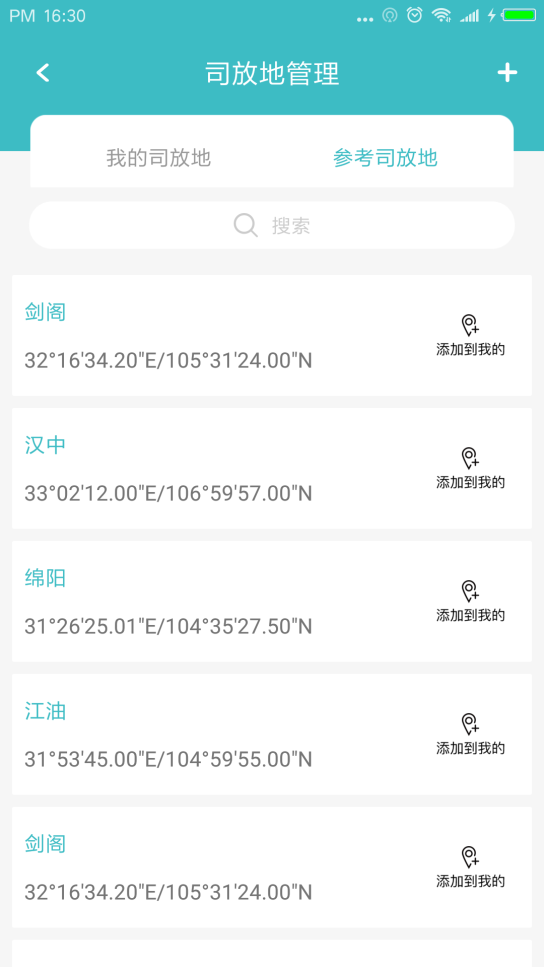 PM 16:30
司放地管理
我的司放地
参考司放地
搜索
剑阁
32°16'34.20"E/105°31'24.00"N
添加到我的
汉中
33°02'12.00"E/106°59'57.00"N
添加到我的
绵阳
31°26'25.01"E/104°35'27.50"N
添加到我的
江油
31°53'45.00"E/104°59'55.00"N
添加到我的
剑阁
32°16'34.20"E/105°31'24.00"N
添加到我的